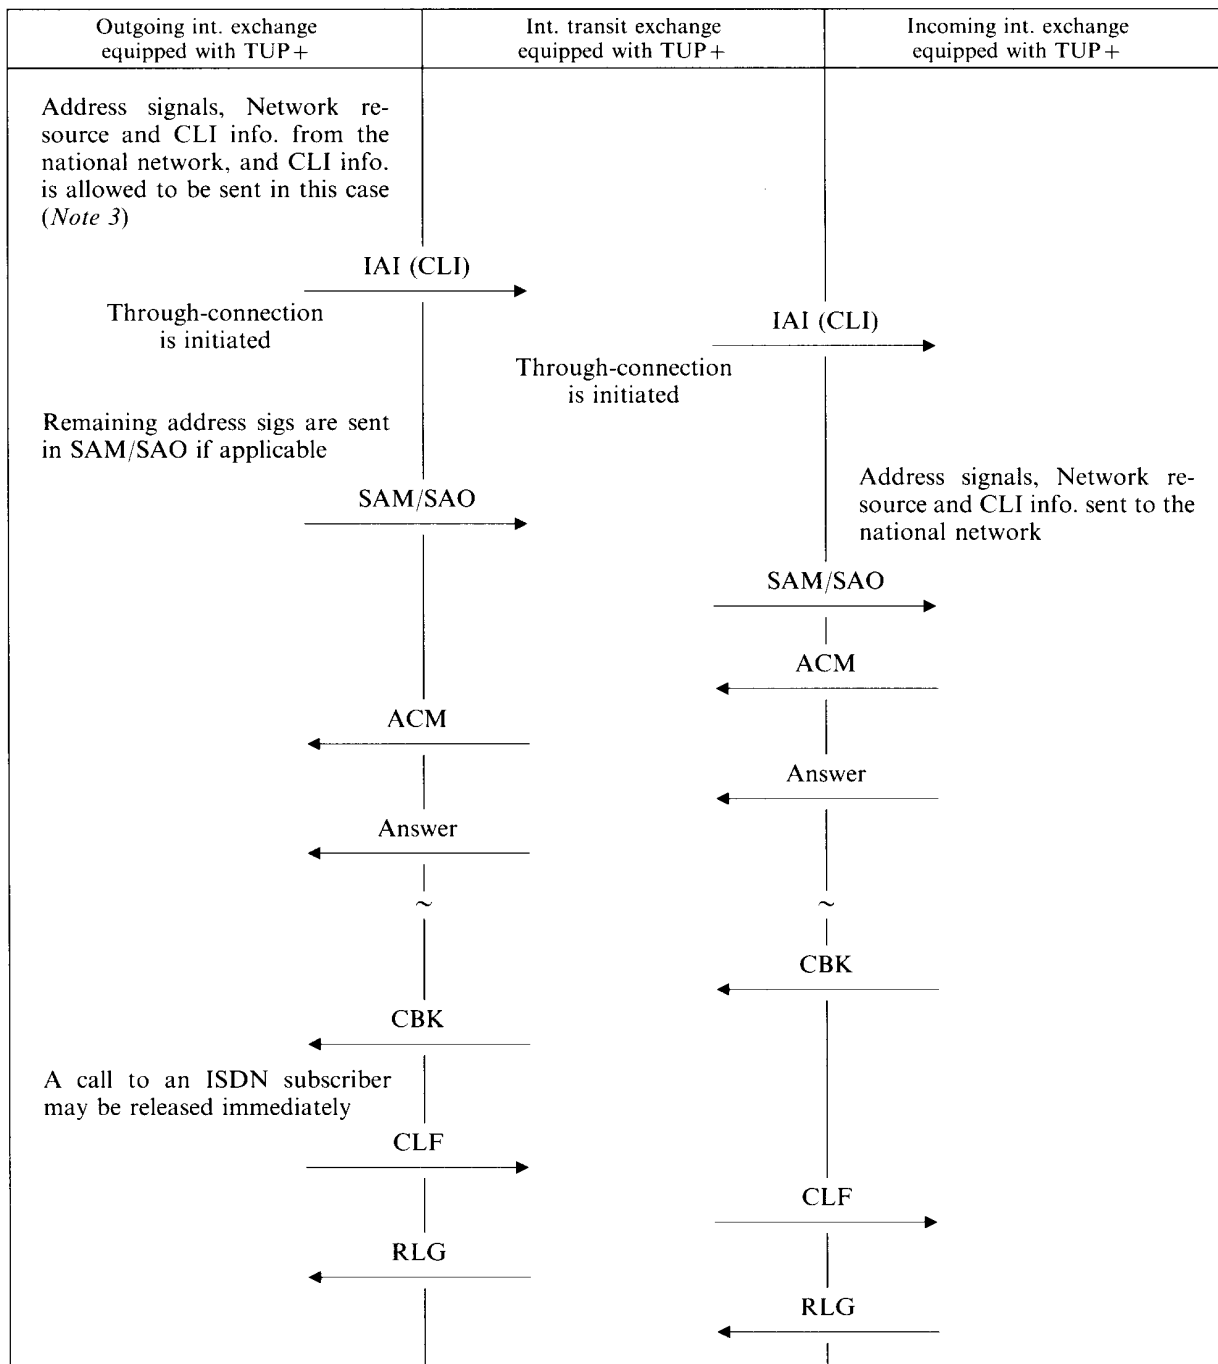 Outgoing int. exchange
equipped with TUP+
Int. transit exchange
equipped with TUP+
Incoming int. exchange
equipped with TUP+
Address signals, Network re-
source and CLI info. from the
national network, and CLI info.
is allowed to be sent in this case
(Note 3)
IAI (CLI)
Through-connection
is initiated
IAI (CLI)
Through-connection
is initiated
Remaining address sigs are sent
in SAM/SAO if applicable
SAM/SAO
Address signals, Network re-
source and CLI info. sent to the
national network
SAM/SAO
ACM
ACM
Answer
Answer
~
~
CBK
CBK
A call to an ISDN subscriber
may be released immediately
CLF
CLF
RLG
RLG